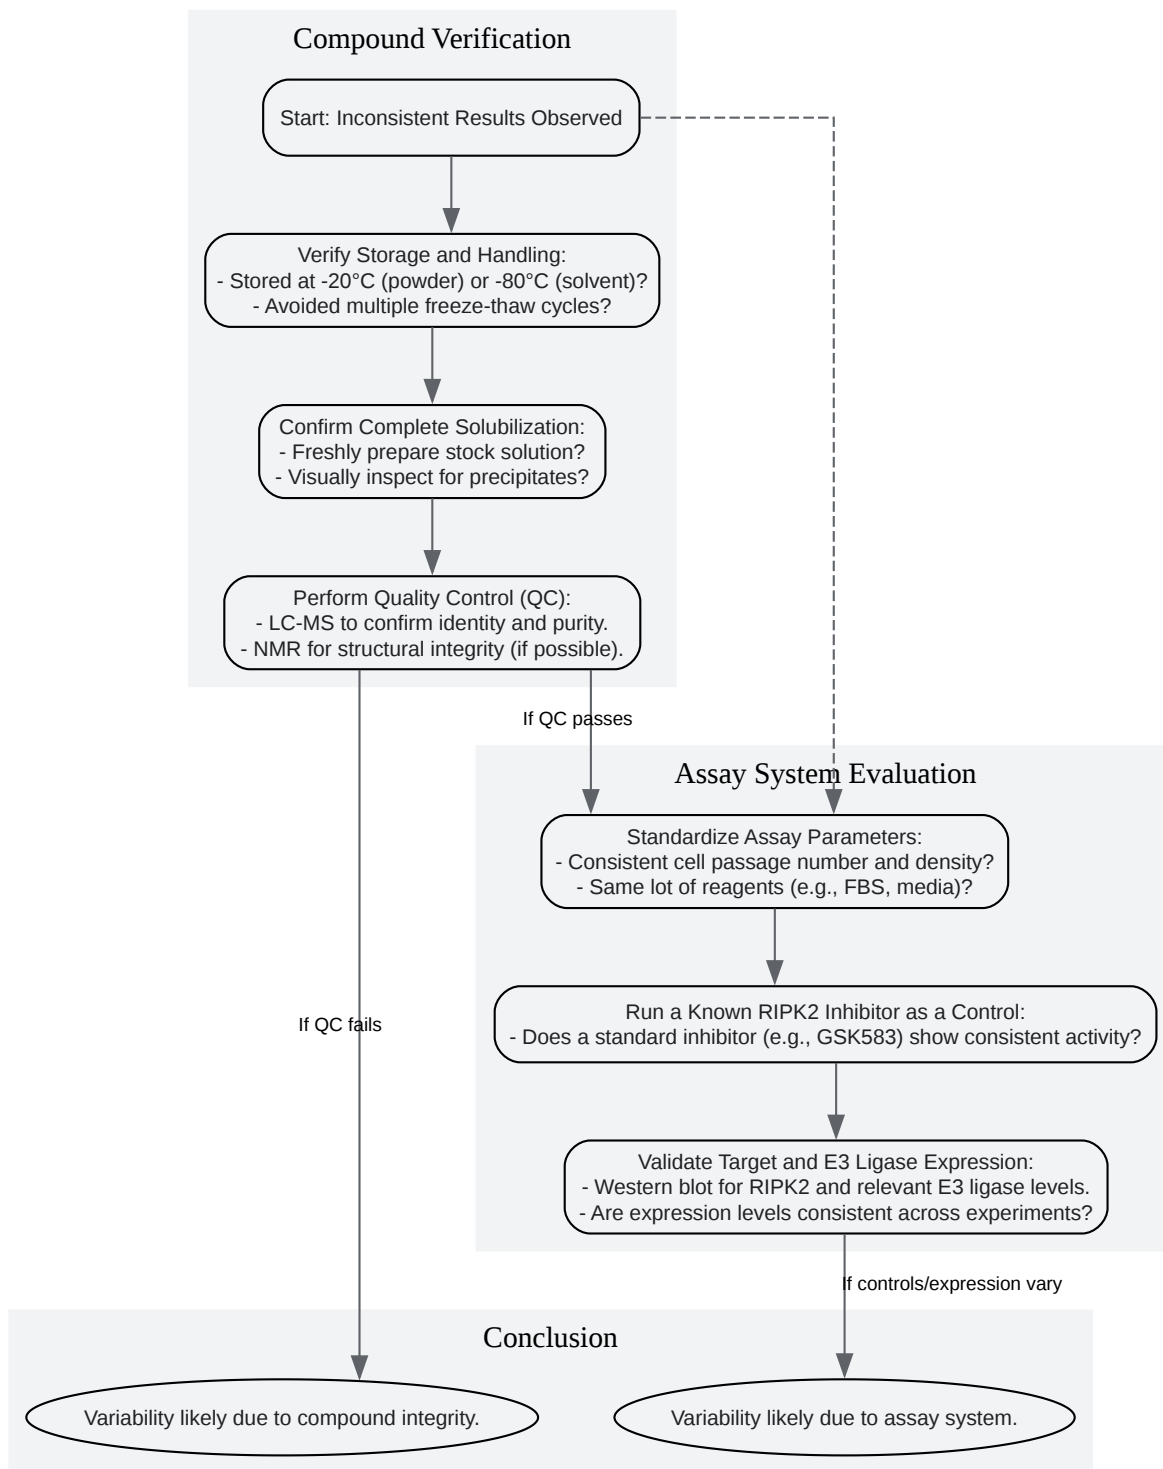 Compound Verification
Start: Inconsistent Results Observed
Verify Storage and Handling:
- Stored at -20°C (powder) or -80°C (solvent)?
- Avoided multiple freeze-thaw cycles?
Confirm Complete Solubilization:
- Freshly prepare stock solution?
- Visually inspect for precipitates?
Perform Quality Control (QC):
- LC-MS to confirm identity and purity.
- NMR for structural integrity (if possible).
If QC passes
Assay System Evaluation
Standardize Assay Parameters:
- Consistent cell passage number and density?
- Same lot of reagents (e.g., FBS, media)?
Run a Known RIPK2 Inhibitor as a Control:
- Does a standard inhibitor (e.g., GSK583) show consistent activity?
If QC fails
Validate Target and E3 Ligase Expression:
- Western blot for RIPK2 and relevant E3 ligase levels.
- Are expression levels consistent across experiments?
If controls/expression vary
Conclusion
Variability likely due to compound integrity.
Variability likely due to assay system.